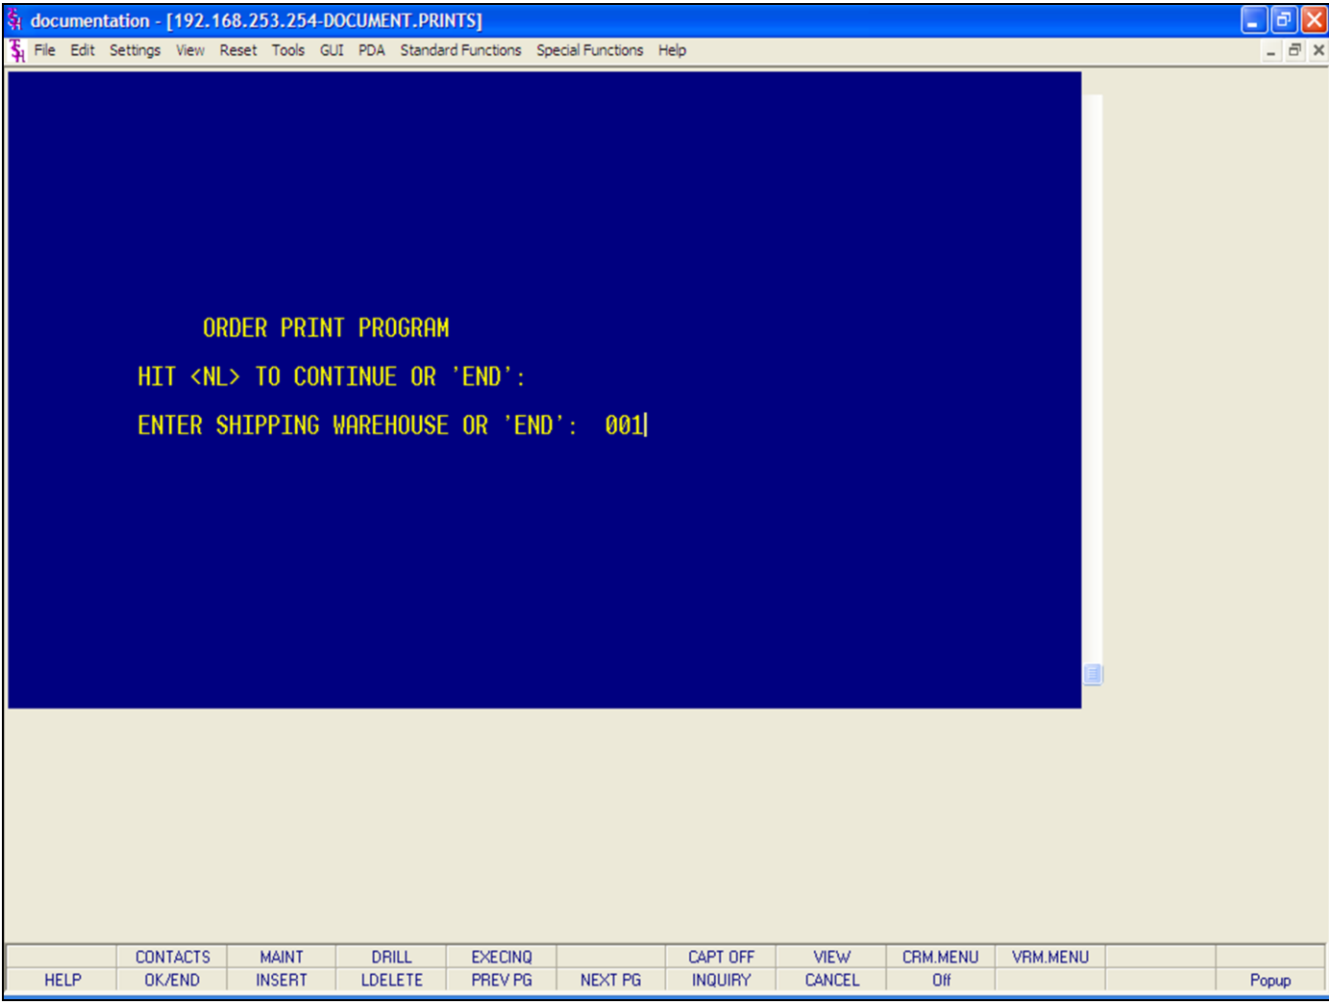 documentation - [192.168.253.254-DOCUMENT.PRINTS]
File Edit Settings View Reset Tools GUI PDA Standard Functions Special Functions Help
ORDER PRINT PROGRAM
HIT <NL> TO CONTINUE OR 'END':
ENTER SHIPPING WAREHOUSE OR 'END': 001
CONTACTS MAINT DRILL EXECINQ CAPT OFF VIEW CRM.MENU VRM.MENU
HELP OK/END INSERT LDELETE PREV PG NEXT PG INQUIRY CANCEL Off Popup